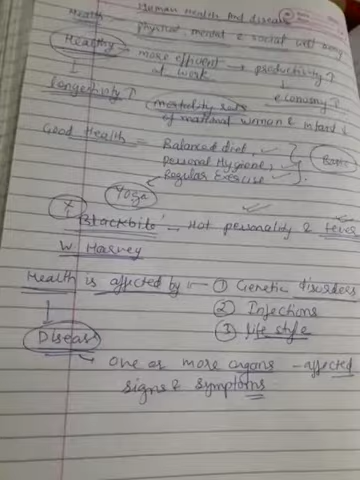 Human Health And disease
Health physical, mental & social well being
Healthy more efficient → productivity ↑
at work
economy ↑
Longetivity ↑ mortality rate
of maternal woman & infant ↓
Good Health = Balanced diet,
personal Hygiene, Basic
Regular Exercise
Yoga
X 'Blackbile' - Hot personality & fever
W Harvey
Health is affected by :- ① Genetic disorders
② Infections
③ life style
Disease
→ one or more organs - affected
signs & symptoms